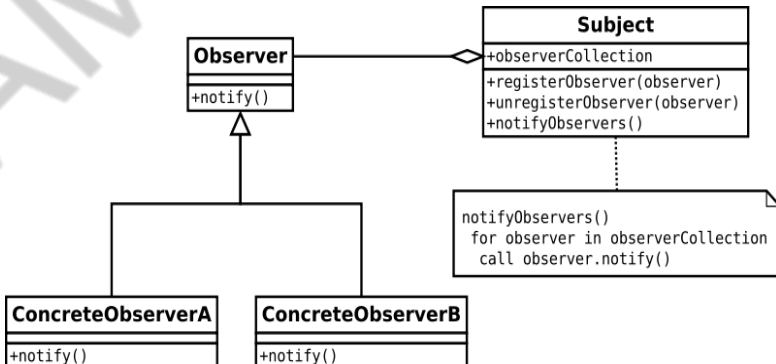 Subject
+observerCollection
+registerObserver(observer)
+unregisterObserver(observer)
+notifyObservers()
Observer
+notify()
notifyObservers()
for observer in observerCollection
call observer.notify()
ConcreteObserverA
+notify()
ConcreteObserverB
+notify()